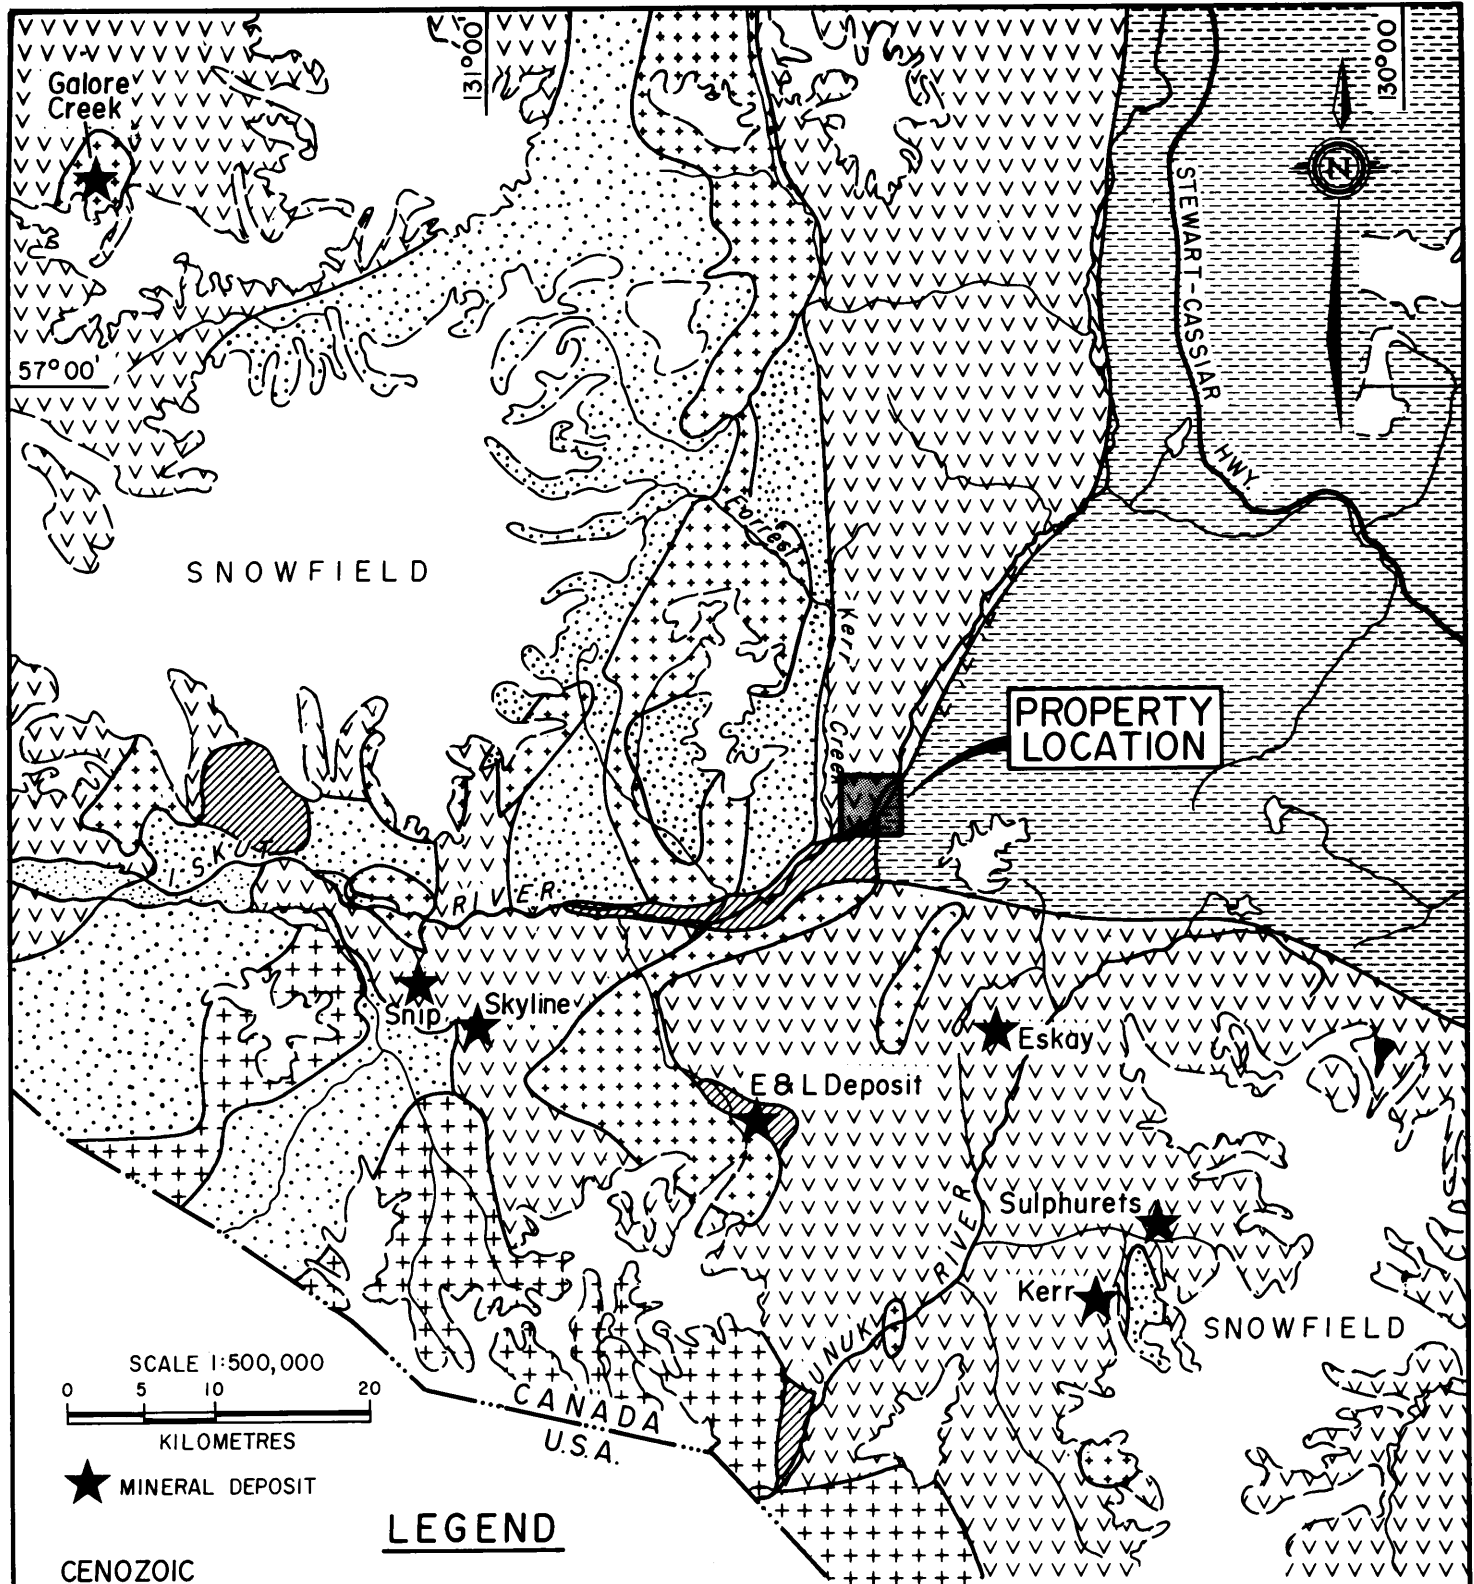 131°00'
130°00'
Galore
Creek
N
STEWART-CASSIAR
HWY
57°00'
SNOWFIELD
Forrest
Kerr
Creek
PROPERTY
LOCATION
ISKUT
RIVER
Snip
Skyline
Eskay
E & L Deposit
Sulphurets
Kerr
UNUK
RIVER
SNOWFIELD
SCALE 1:500,000
0 5 10 20
KILOMETRES
CANADA
U.S.A.
MINERAL DEPOSIT
LEGEND
CENOZOIC